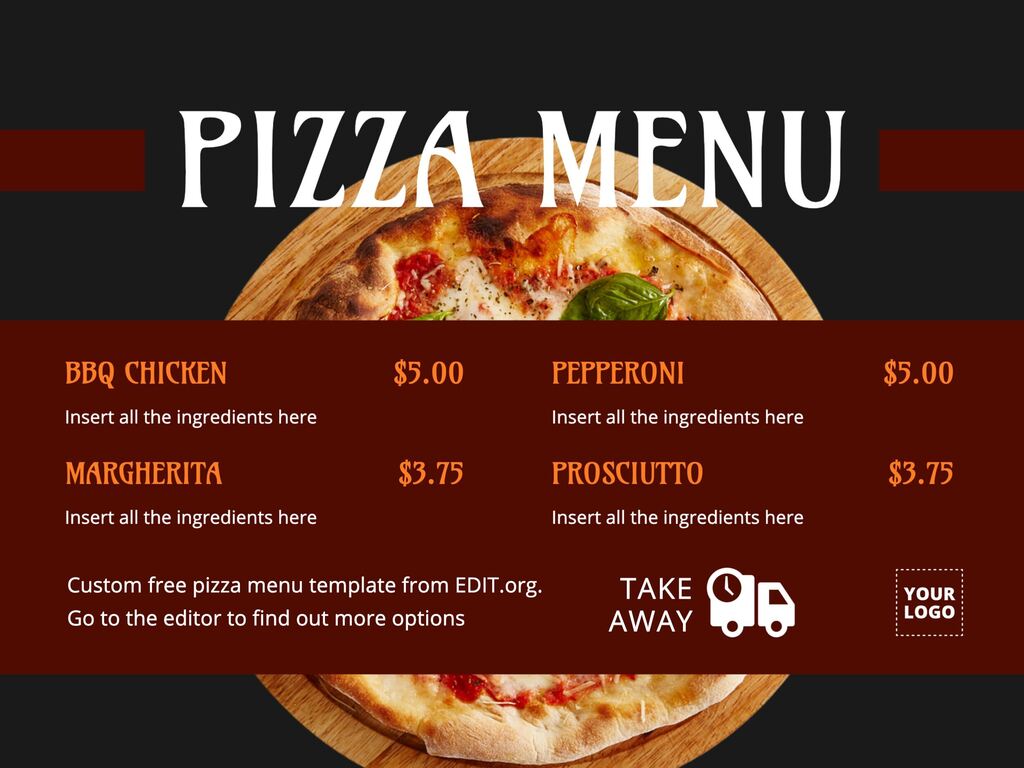 PIZZA MENU
BBQ CHICKEN $5.00
Insert all the ingredients here
MARGHERITA $3.75
Insert all the ingredients here
PEPPERONI $5.00
Insert all the ingredients here
PROSCIUTTO $3.75
Insert all the ingredients here
Custom free pizza menu template from EDIT.org.
Go to the editor to find out more options
TAKE
AWAY
YOUR
LOGO